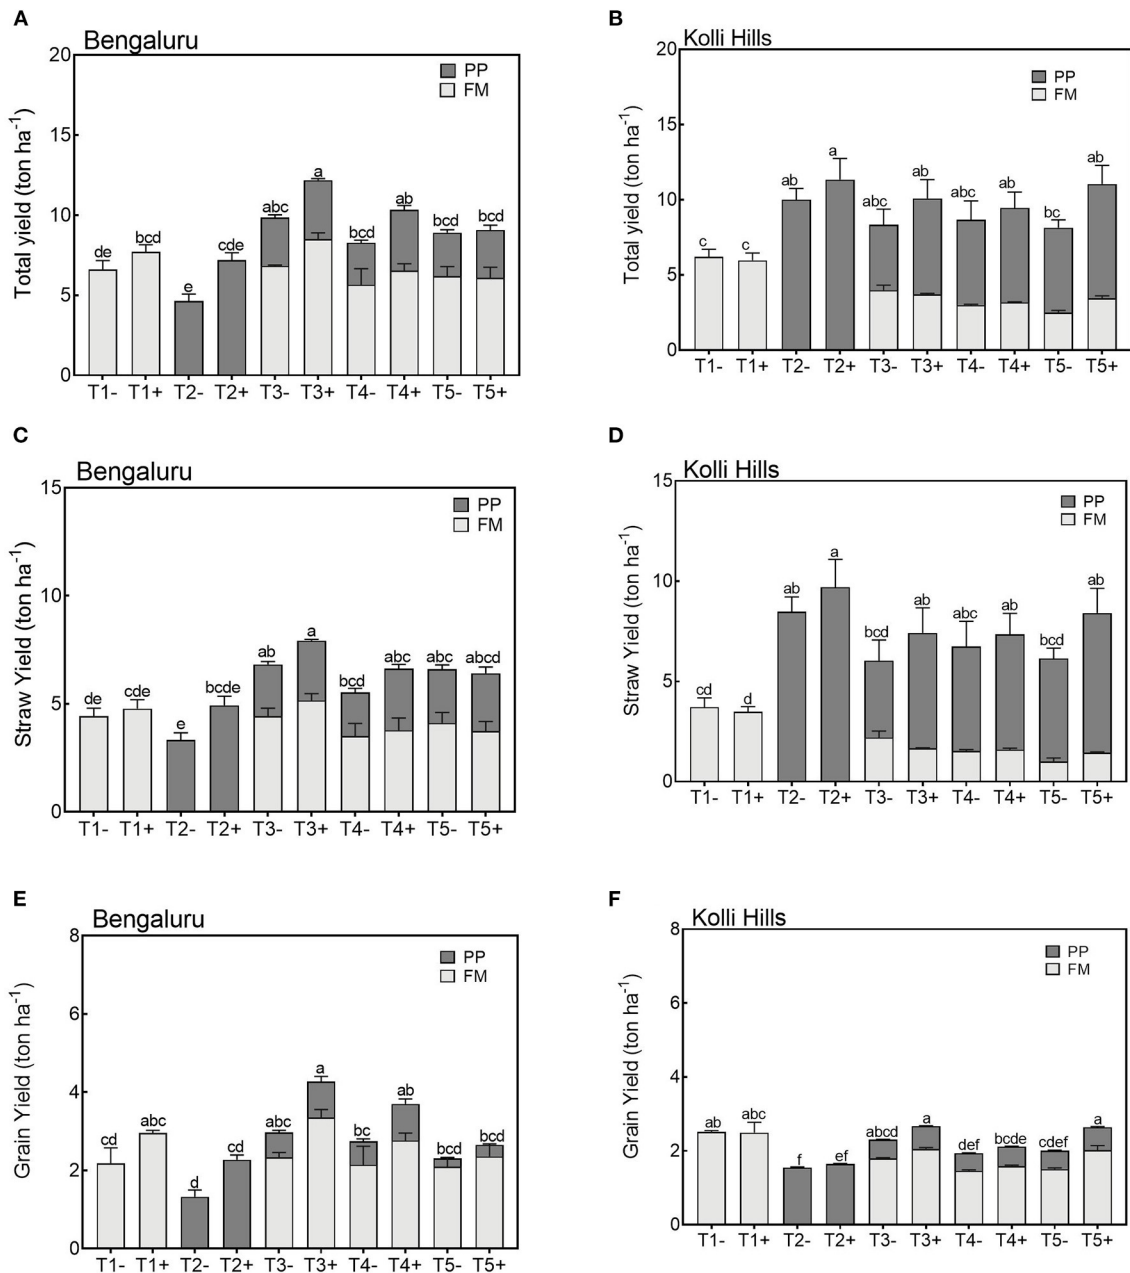 A
Bengaluru
Total yield (ton ha-1)
20
15
10
5
0
PP
FM
de
bcd
e
cde
abc
a
bcd
ab
bcd
bcd
T1- T1+ T2- T2+ T3- T3+ T4- T4+ T5- T5+
B
Kolli Hills
Total yield (ton ha-1)
20
15
10
5
0
PP
FM
c
c
ab
a
abc
ab
abc
ab
bc
ab
T1- T1+ T2- T2+ T3- T3+ T4- T4+ T5- T5+
C
Bengaluru
Straw Yield (ton ha-1)
15
10
5
0
PP
FM
de
cde
e
bcde
ab
a
bcd
abc
abc
abcd
T1- T1+ T2- T2+ T3- T3+ T4- T4+ T5- T5+
D
Kolli Hills
Straw Yield (ton ha-1)
15
10
5
0
PP
FM
cd
d
ab
a
bcd
ab
abc
ab
bcd
ab
T1- T1+ T2- T2+ T3- T3+ T4- T4+ T5- T5+
E
Bengaluru
Grain Yield (ton ha-1)
8
6
4
2
0
PP
FM
cd
abc
d
cd
abc
a
bc
ab
bcd
bcd
T1- T1+ T2- T2+ T3- T3+ T4- T4+ T5- T5+
F
Kolli Hills
Grain Yield (ton ha-1)
8
6
4
2
0
PP
FM
ab
abc
f
ef
abcd
a
def
bcde
cdef
a
T1- T1+ T2- T2+ T3- T3+ T4- T4+ T5- T5+